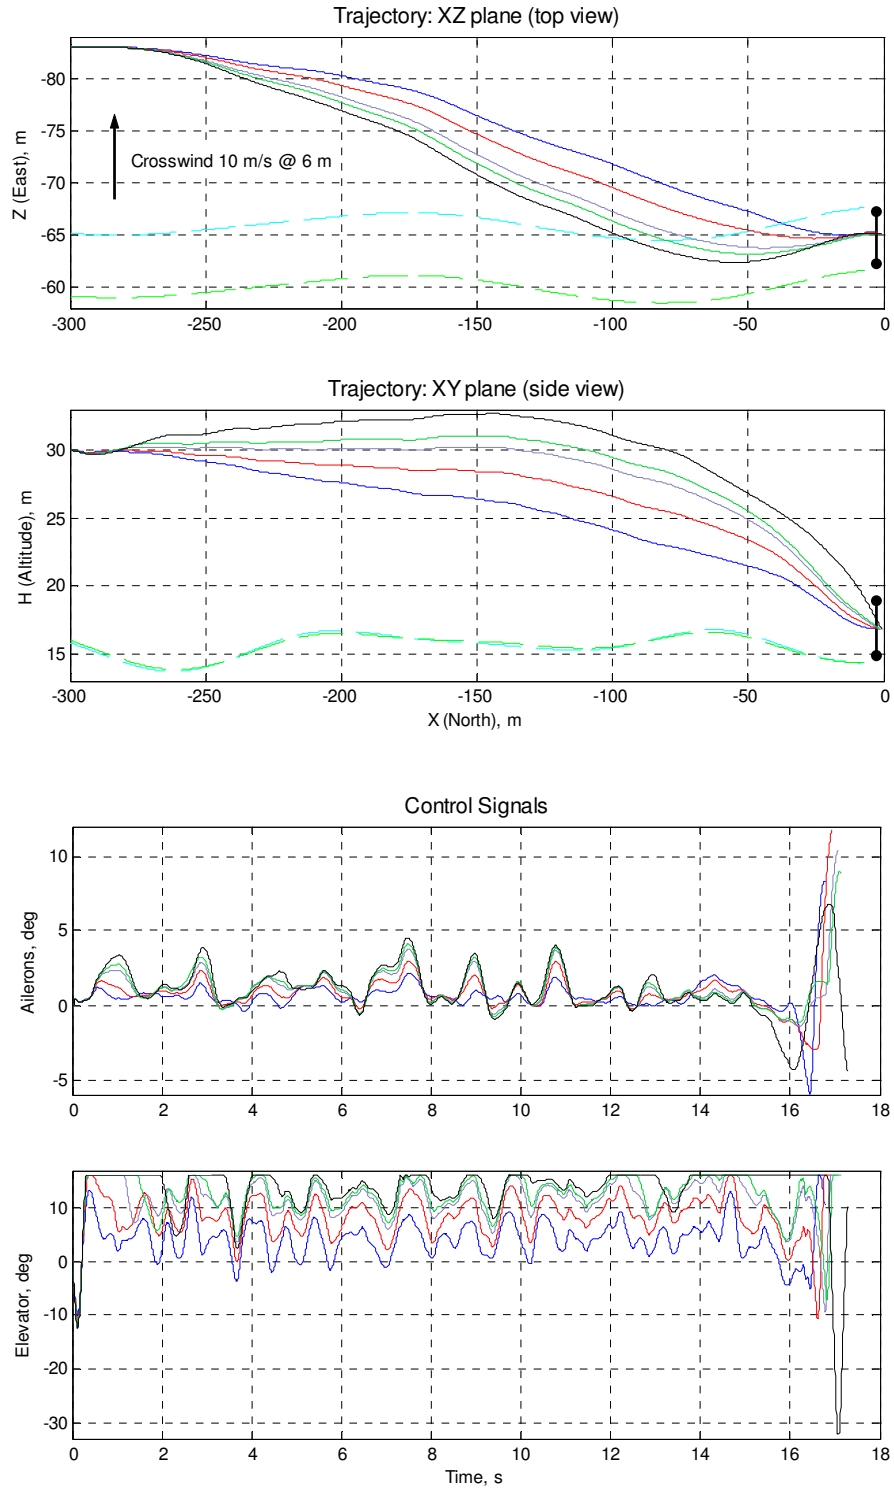 Trajectory: XZ plane (top view)
Z (East), m
-80
-75
-70
-65
-60
Crosswind 10 m/s @ 6 m
-300 -250 -200 -150 -100 -50 0
Trajectory: XY plane (side view)
H (Altitude), m
30
25
20
15
-300 -250 -200 -150 -100 -50 0
X (North), m
Control Signals
Ailerons, deg
10
5
0
-5
0 2 4 6 8 10 12 14 16 18
Elevator, deg
10
0
-10
-20
-30
0 2 4 6 8 10 12 14 16 18
Time, s